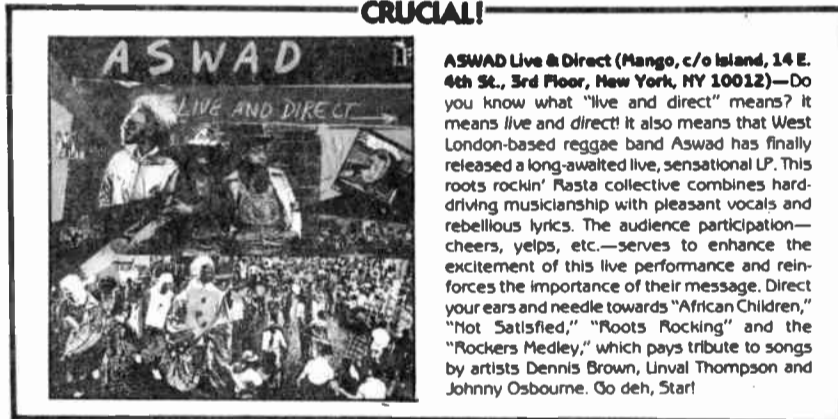 CRUCIAL!
ASWAD
LIVE AND DIRECT
ASWAD Live & Direct (Mango, c/o Island, 14 E.
4th St., 3rd Floor, New York, NY 10012)—Do
you know what "live and direct" means? It
means live and direct! It also means that West
London-based reggae band Aswad has finally
released a long-awaited live, sensational LP. This
roots rockin' Rasta collective combines hard-
driving musicianship with pleasant vocals and
rebellious lyrics. The audience participation—
cheers, yelps, etc.—serves to enhance the
excitement of this live performance and rein-
forces the importance of their message. Direct
your ears and needle towards "African Children,"
"Not Satisfied," "Roots Rocking" and the
"Rockers Medley," which pays tribute to songs
by artists Dennis Brown, Linval Thompson and
Johnny Osbourne. Go deh, Star!